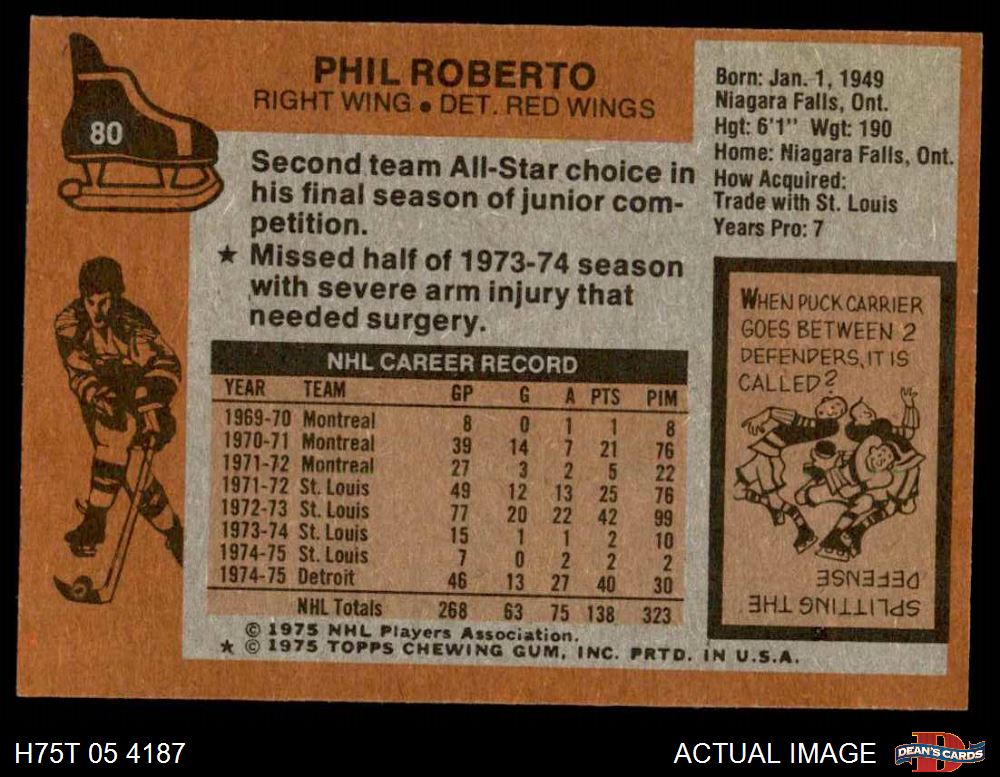 80
PHIL ROBERTO
RIGHT WING • DET. RED WINGS
Born: Jan. 1, 1949
Niagara Falls, Ont.
Hgt: 6'1" Wgt: 190
Home: Niagara Falls, Ont.
How Acquired:
Trade with St. Louis
Years Pro: 7
Second team All-Star choice in
his final season of junior com-
petition.
★ Missed half of 1973-74 season
with severe arm injury that
needed surgery.
NHL CAREER RECORD
YEAR TEAM GP G A PTS PIM
1969-70 Montreal 8 0 1 1 8
1970-71 Montreal 39 14 7 21 76
1971-72 Montreal 27 3 2 5 22
1971-72 St. Louis 49 12 13 25 76
1972-73 St. Louis 77 20 22 42 99
1973-74 St. Louis 15 1 1 2 10
1974-75 St. Louis 7 0 2 2 2
1974-75 Detroit 46 13 27 40 30
NHL Totals 268 63 75 138 323
© 1975 NHL Players Association.
★ © 1975 TOPPS CHEWING GUM, INC. PRTD. IN U.S.A.
WHEN PUCK CARRIER
GOES BETWEEN 2
DEFENDERS, IT IS
CALLED?
SPLITTING THE
DEFENSE
H75T 05 4187
ACTUAL IMAGE
D
DEAN'S CARDS